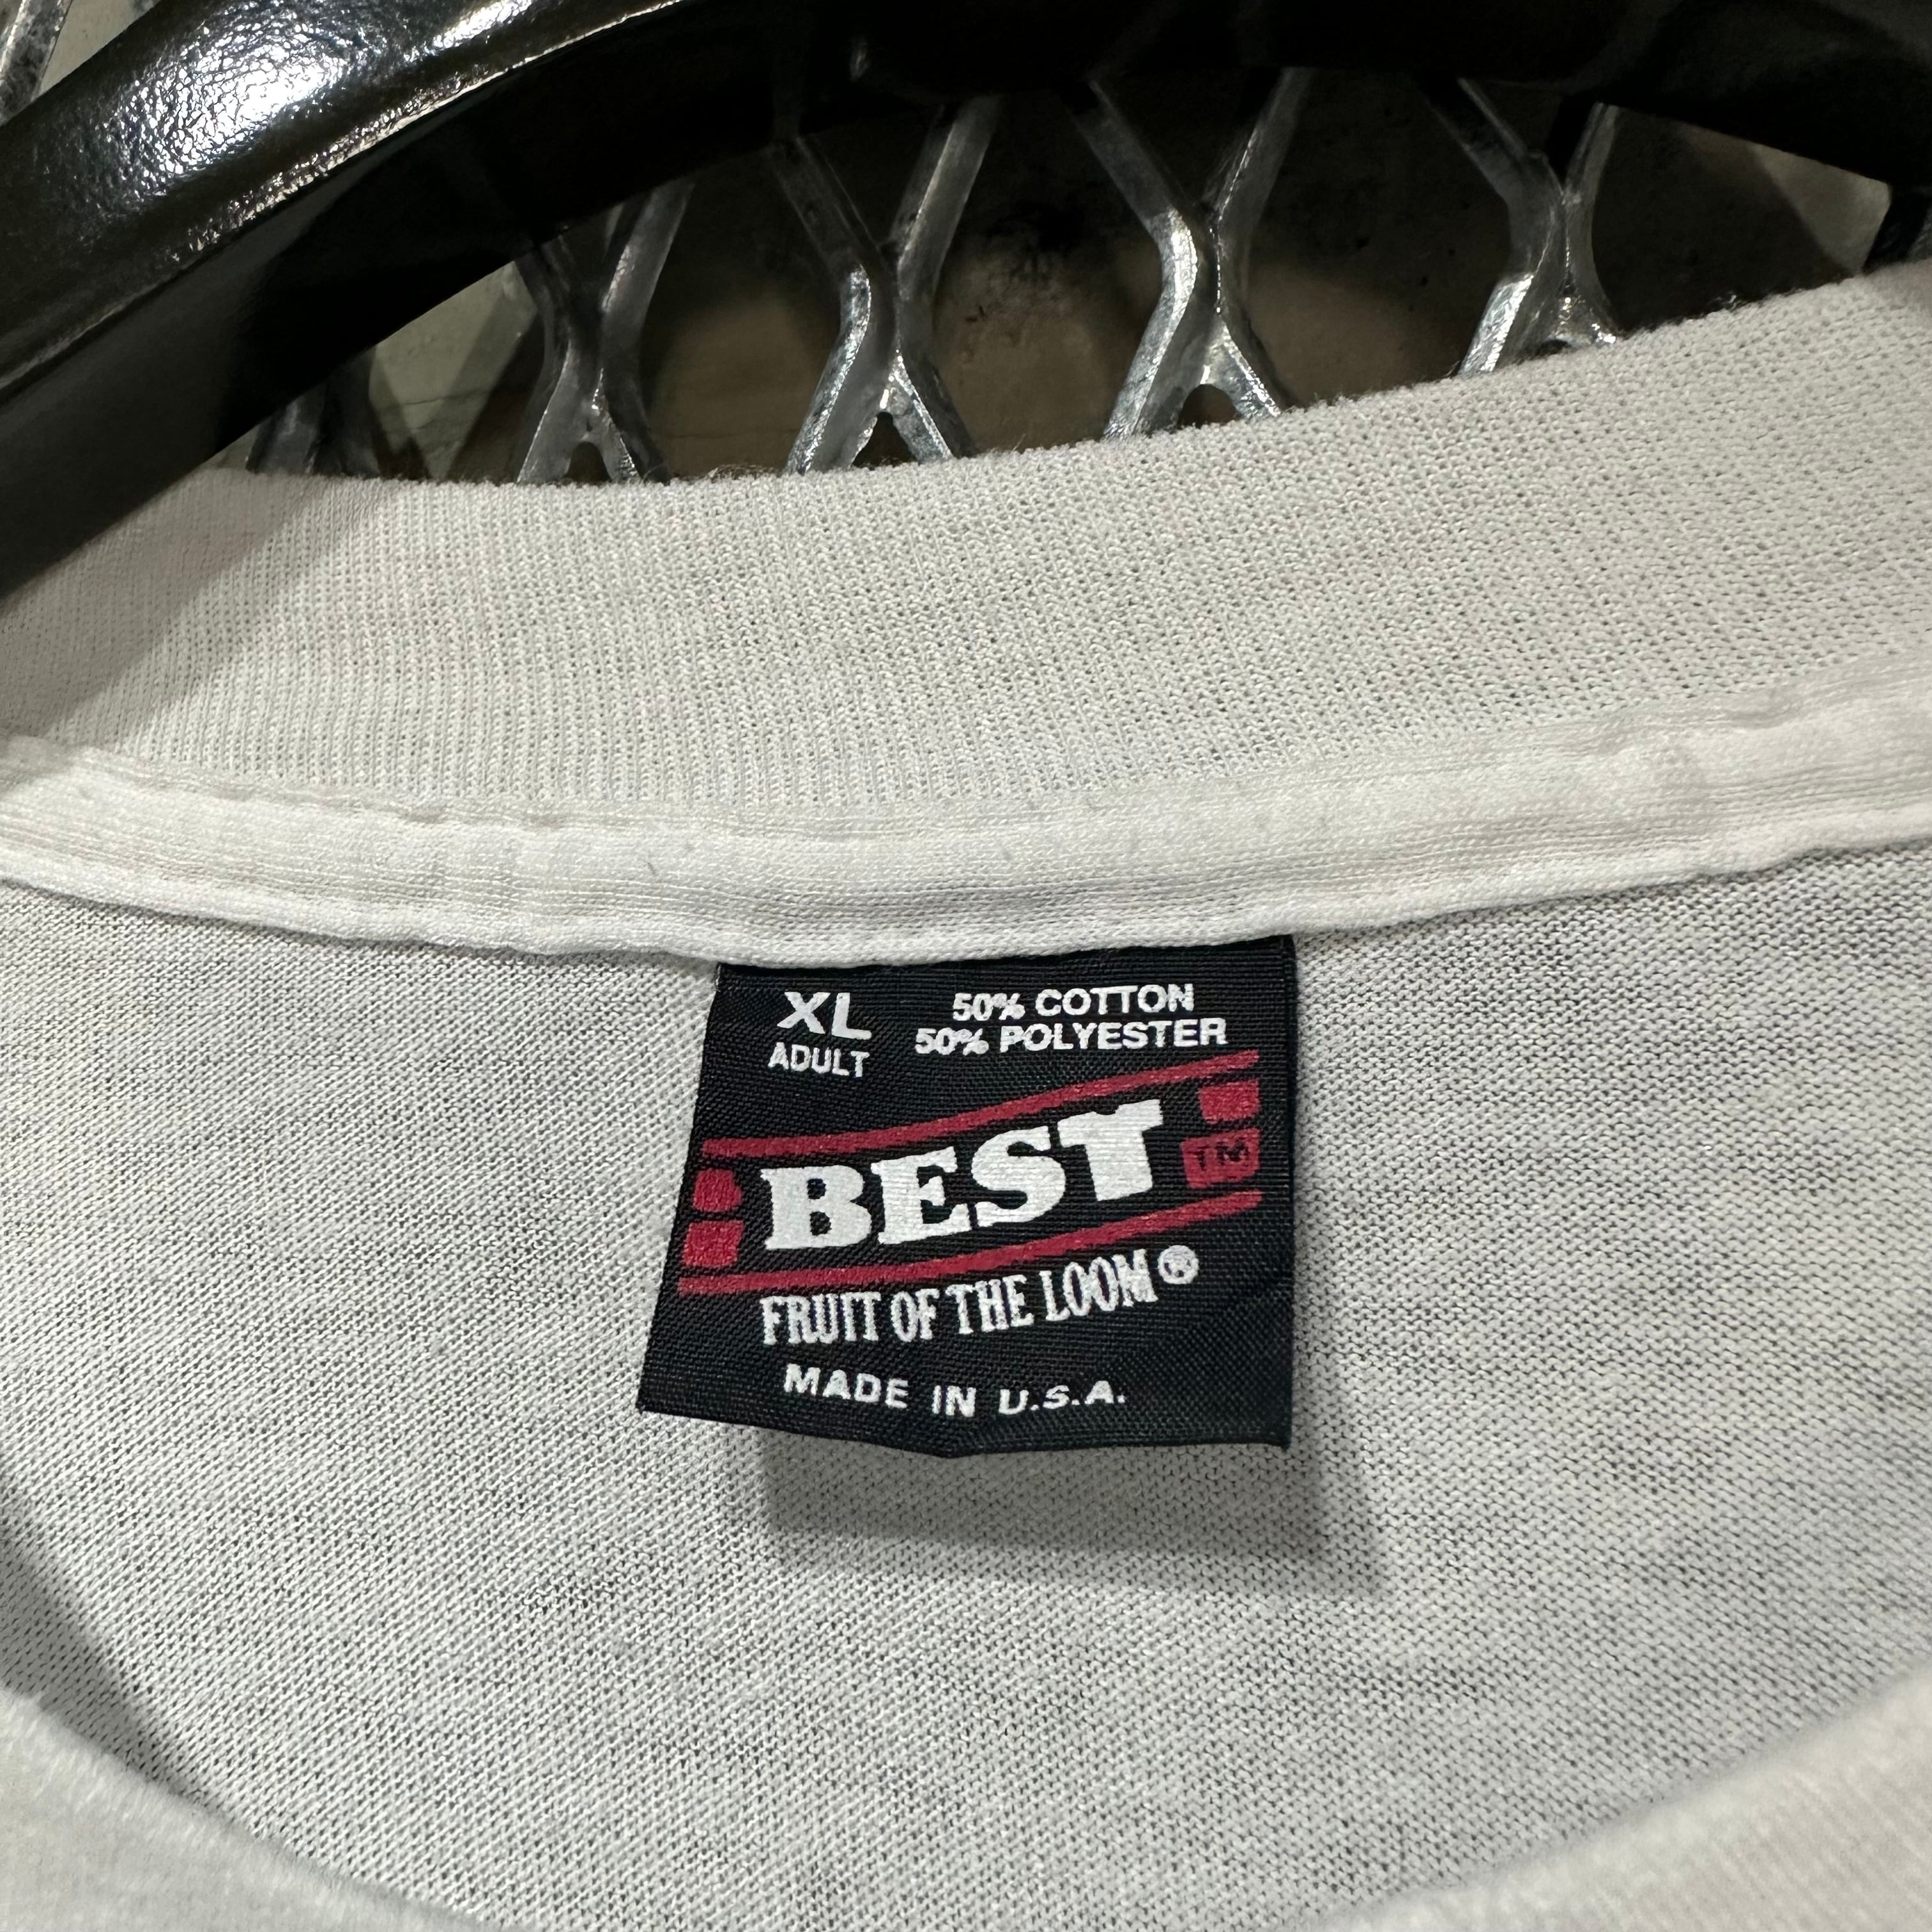 XL
ADULT
50% COTTON
50% POLYESTER
BEST TM
FRUIT OF THE LOOM®
MADE IN U.S.A.